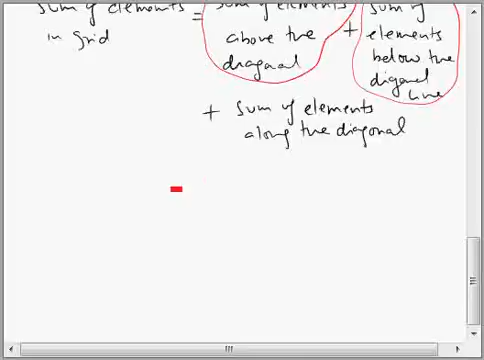 sum of elements = sum of elements + sum of
in grid above the elements
diagonal below the
digonal
line
+ sum of elements
along the diagonal